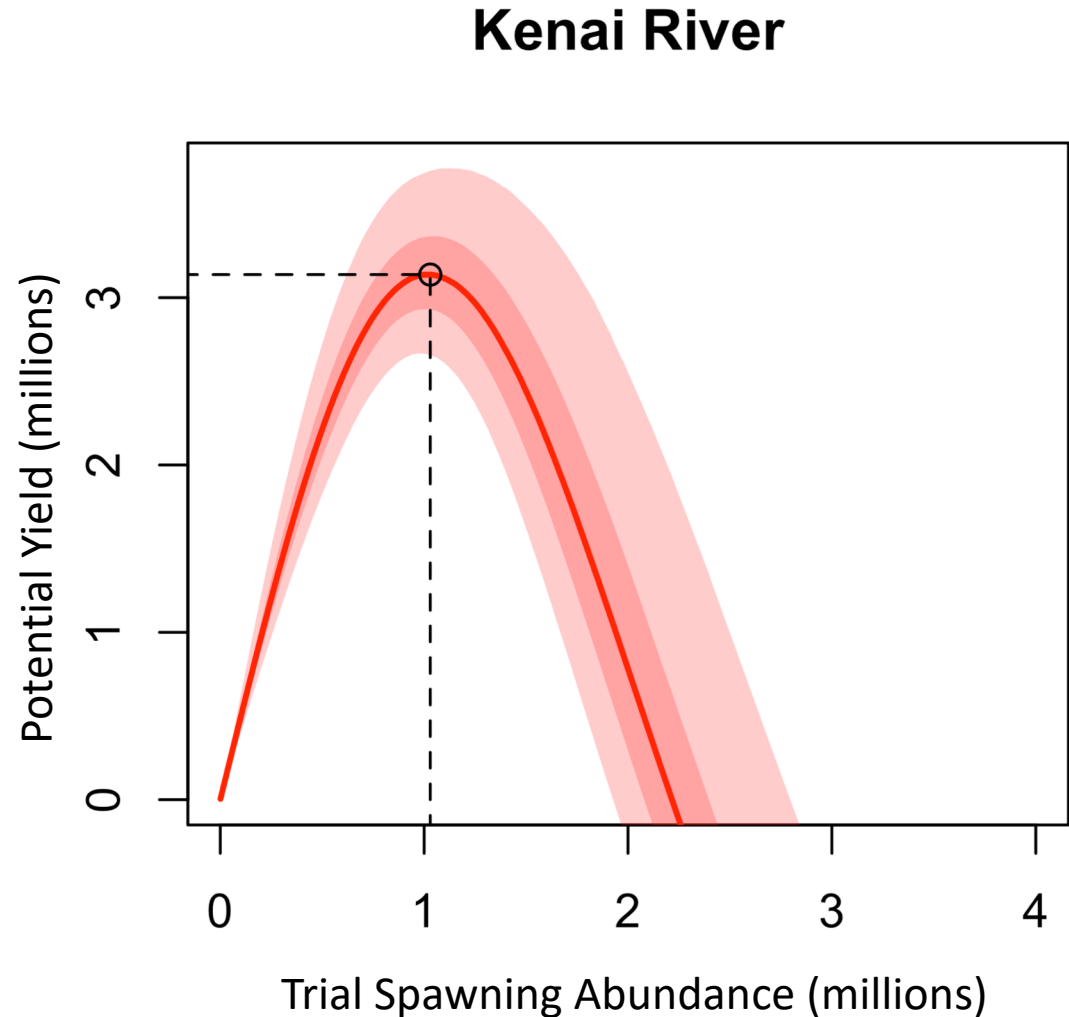 Kenai River
Potential Yield (millions)
3
2
1
0
0 1 2 3 4
Trial Spawning Abundance (millions)